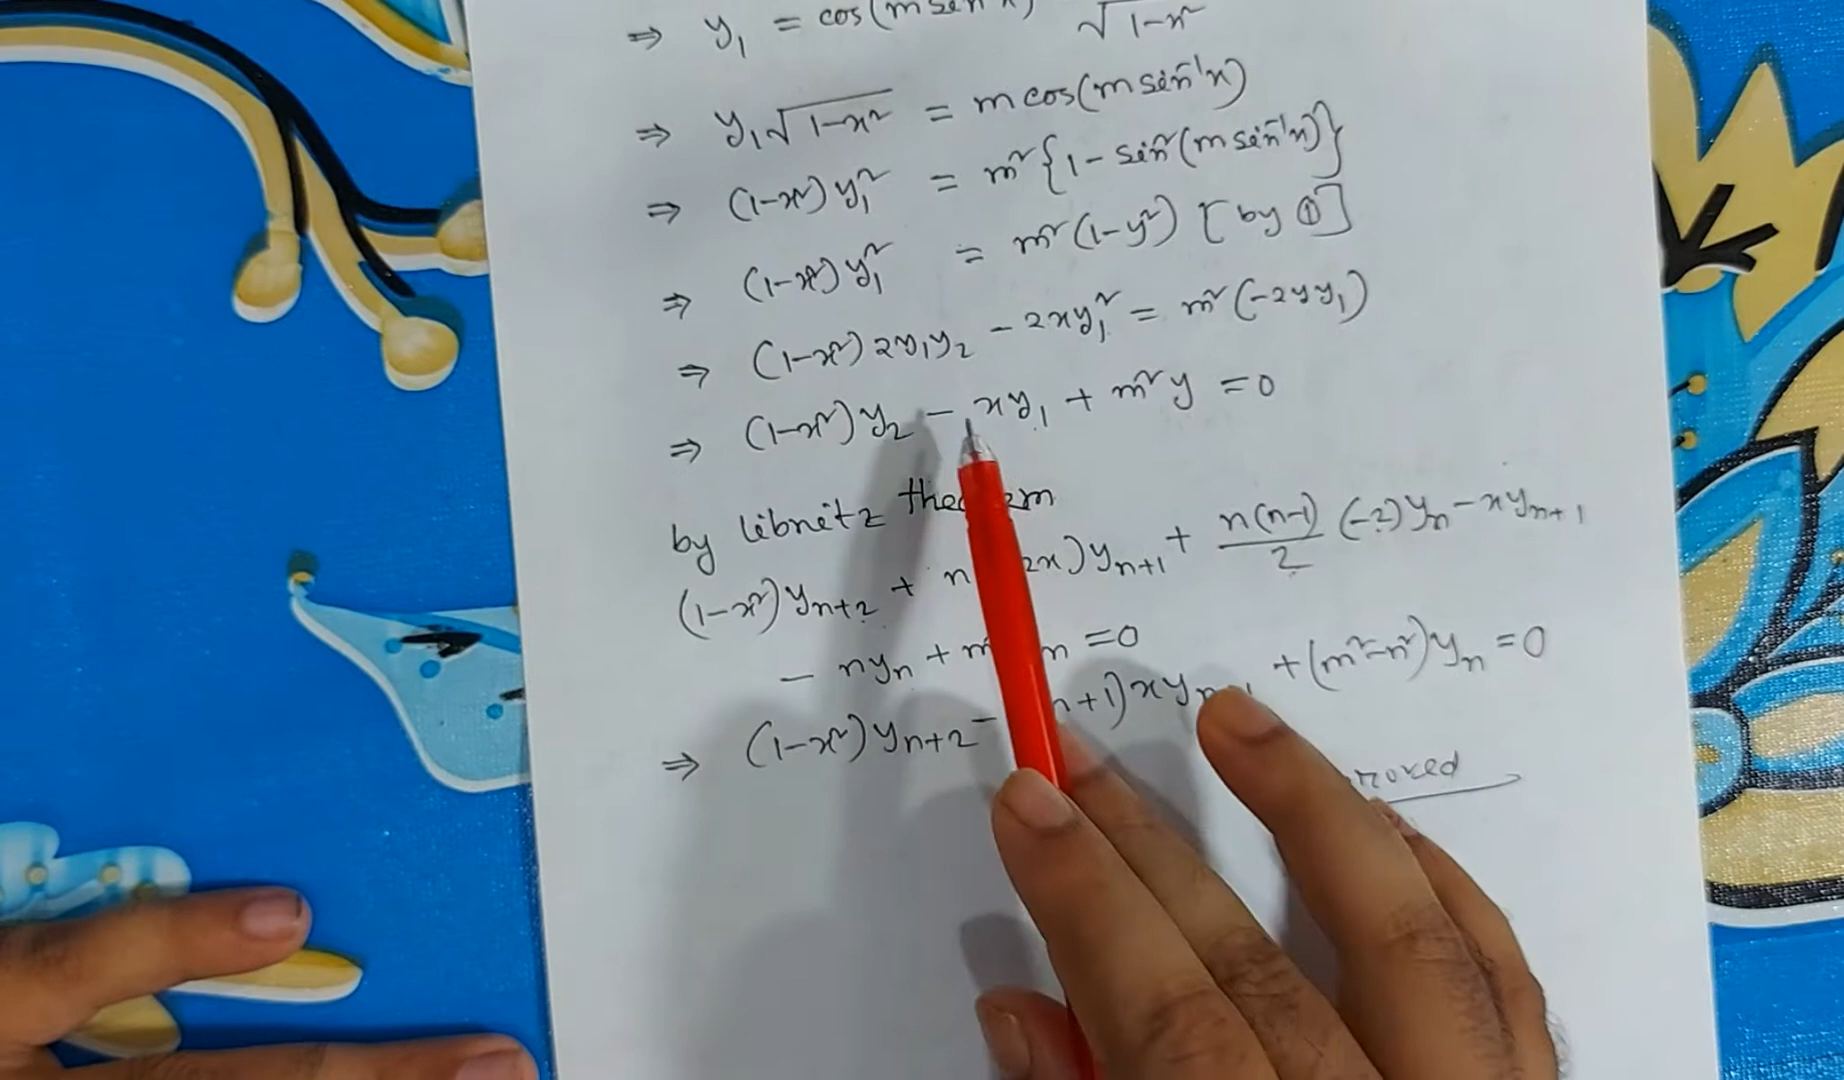 ⇒ y₁ = cos(m sin⁻¹x) √1-x²
⇒ y₁√1-x² = m cos(m sin⁻¹x)
⇒ (1-x²) y₁² = m² {1 - sin²(m sin⁻¹x)}
⇒ (1-x²) y₁² = m² (1-y²) [by ①]
⇒ (1-x²) 2y₁y₂ - 2xy₁² = m² (-2yy₁)
⇒ (1-x²) y₂ - xy₁ + m²y = 0
by libnitz
(1-x²) yₙ₊₂ + n 2x) yₙ₊₁ + n(n-1)/2 (-2) yₙ - xyₙ₊₁
- nyₙ + m n = 0
⇒ (1-x²) yₙ₊₂ - n+1) xy + (m²-n²) yₙ = 0